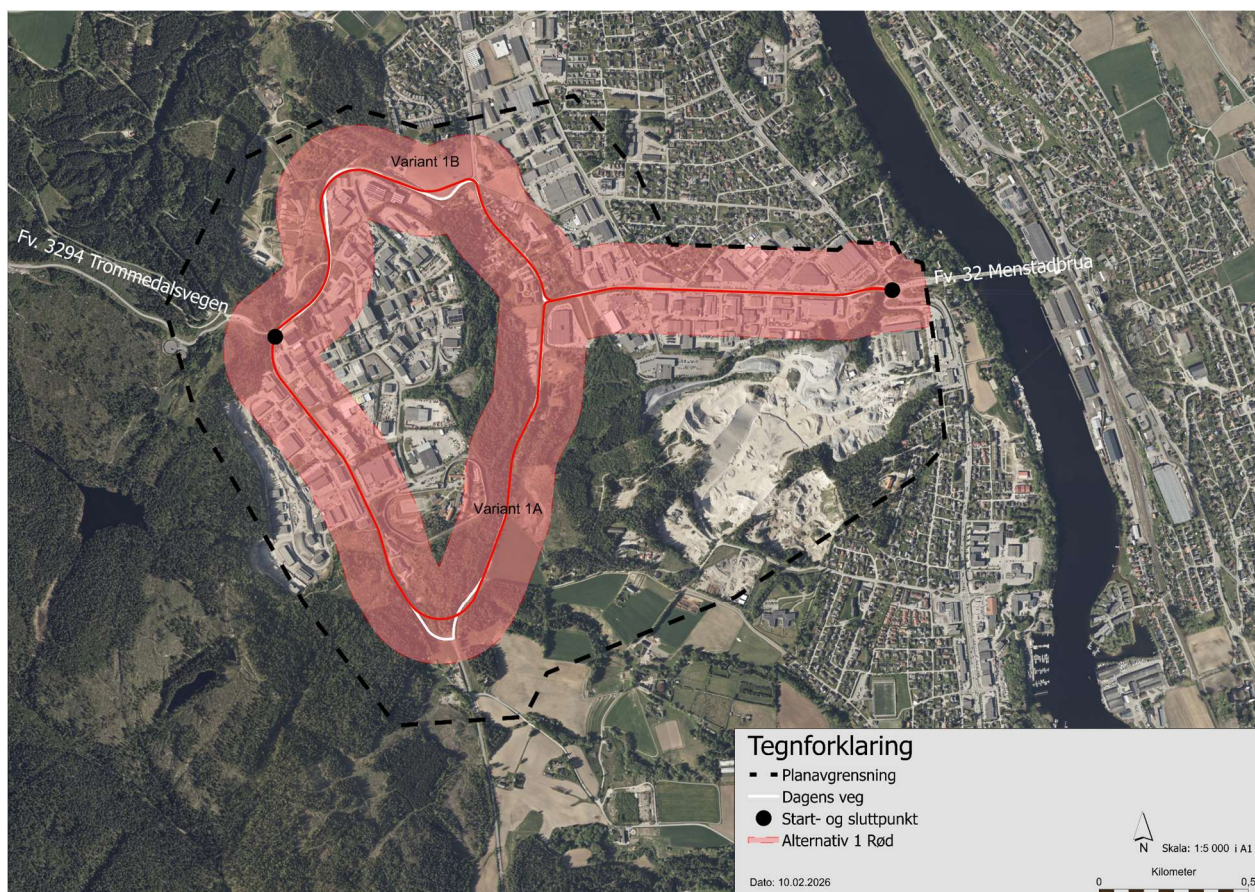 Variant 1B
Fv. 3294 Trommedalsvegen
Fv. 32 Menstadbrua
Variant 1A
Tegnforklaring
Planavgrensning
Dagens veg
Start- og sluttpunkt
Alternativ 1 Rød
N
Skala: 1:5 000 i A1
Kilometer
Dato: 10.02.2026
0
0,5